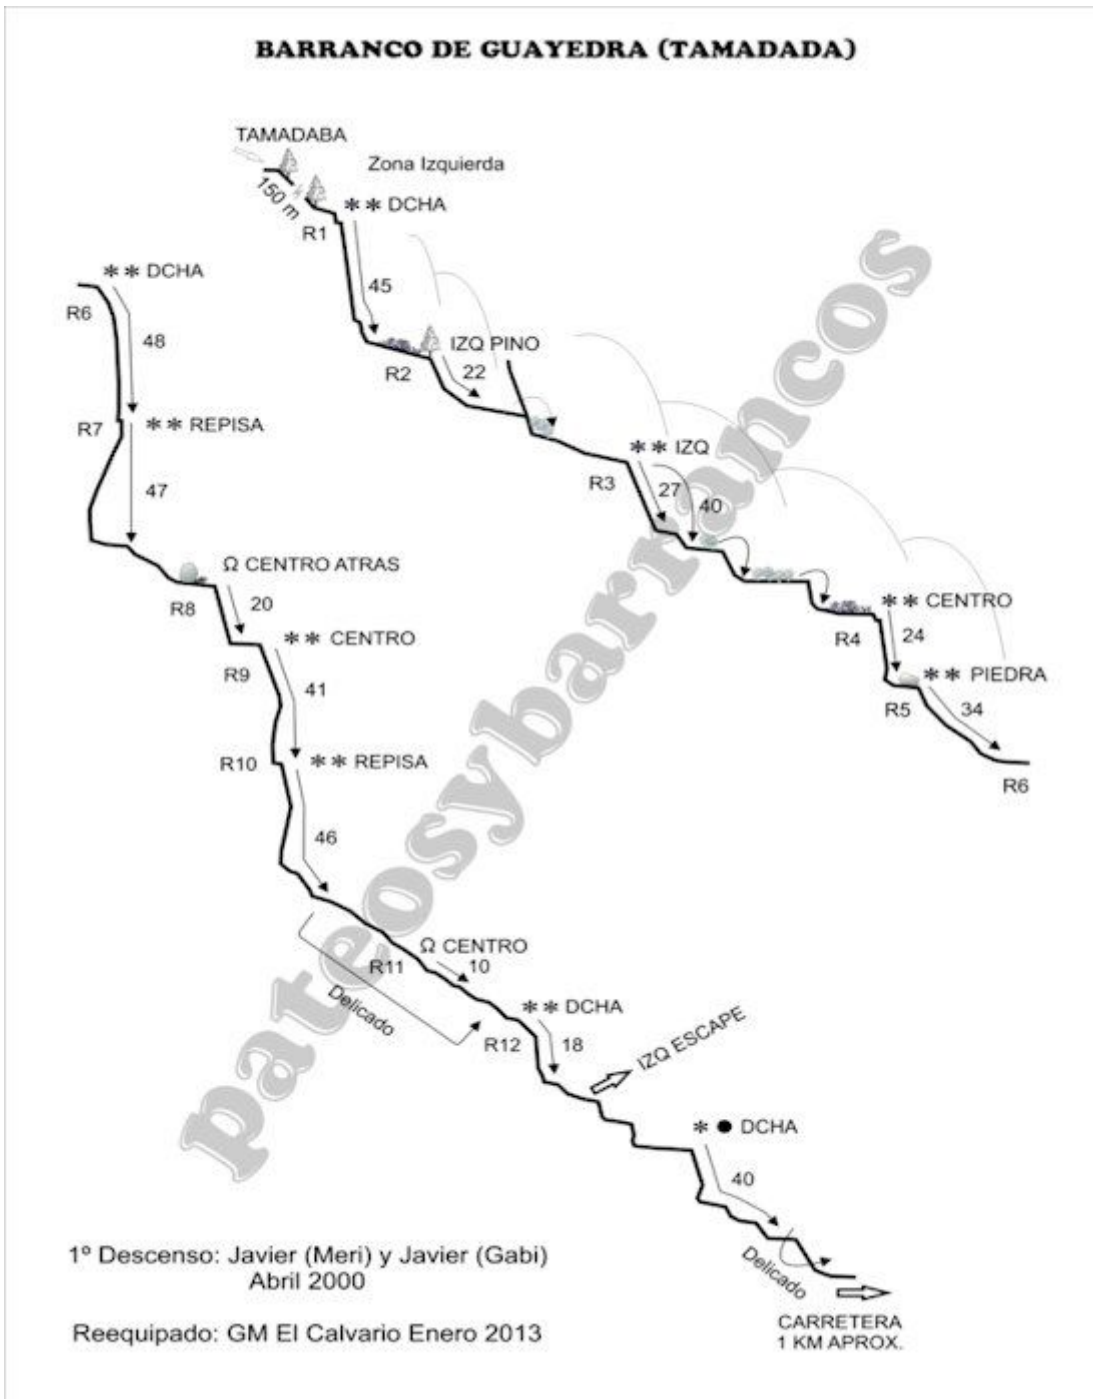 BARRANCO DE GUAYEDRA (TAMADADA)
TAMADABA
Zona Izquierda
150 m
** DCHA
R1
45
IZQ PINO
R2
22
** IZQ
R3
27
40
** CENTRO
R4
24
** PIEDRA
R5
34
R6
** DCHA
R6
48
** REPISA
R7
47
Ω CENTRO ATRAS
R8
20
** CENTRO
R9
41
** REPISA
R10
46
Ω CENTRO
R11
10
Delicado
** DCHA
R12
18
IZQ ESCAPE
* ● DCHA
40
Delicado
CARRETERA
1 KM APROX.
1º Descenso: Javier (Meri) y Javier (Gabi)
Abril 2000
Reequipado: GM El Calvario Enero 2013
pateosybarrancos